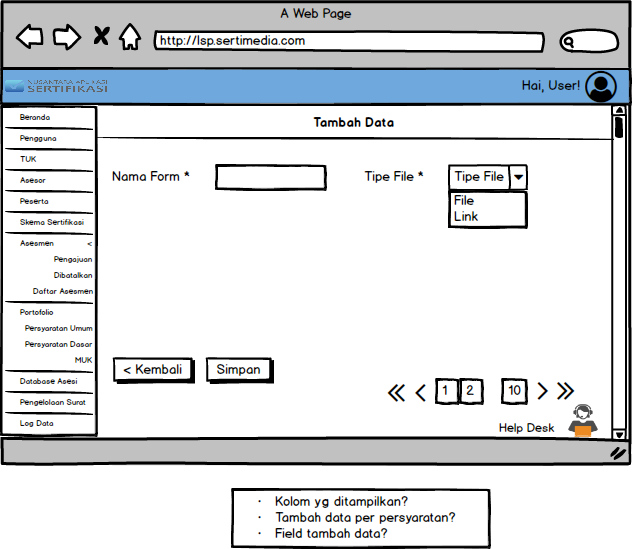 A Web Page
http://lsp.sertimedia.com
NUSANTARA APLIKASI
SERTIFIKASI
Hai, User!
Beranda
Pengguna
TUK
Asesor
Peserta
Skema Sertifikasi
Asesmen <
Pengajuan
Dibatalkan
Daftar Asesmen
Portofolio
Persyaratan Umum
Persyaratan Dasar
MUK
Database Asesi
Pengelolaan Surat
Log Data
Tambah Data
Nama Form *
Tipe File *
Tipe File
File
Link
< Kembali
Simpan
1 2 10
Help Desk
· Kolom yg ditampilkan?
· Tambah data per persyaratan?
· Field tambah data?